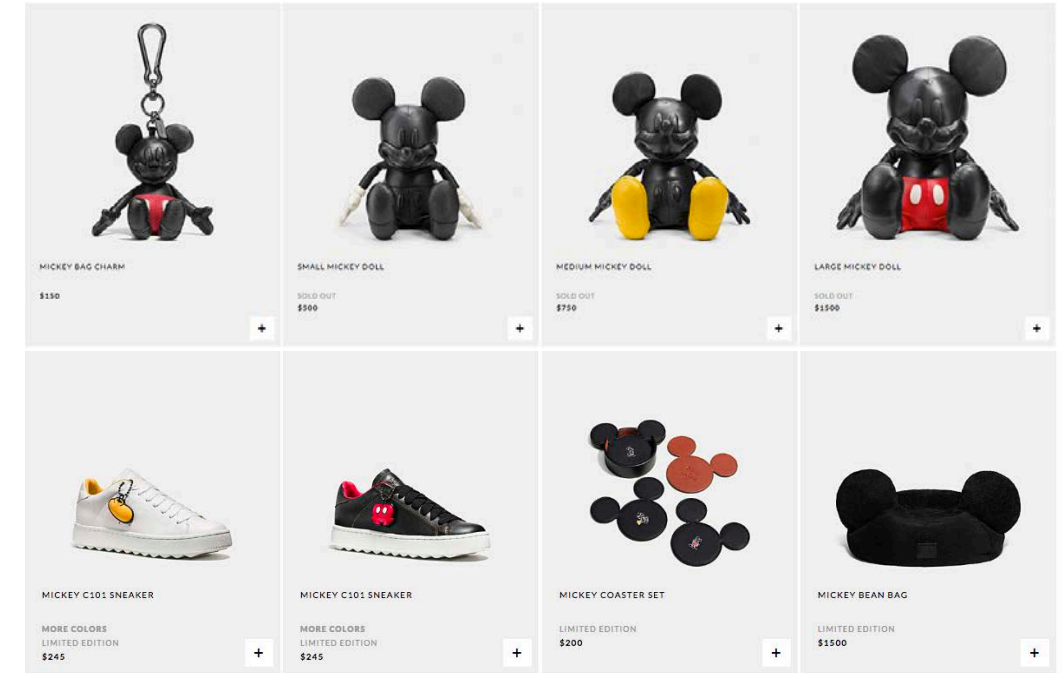 MICKEY BAG CHARM
$150
+
SMALL MICKEY DOLL
SOLD OUT
$500
+
MEDIUM MICKEY DOLL
SOLD OUT
$750
+
LARGE MICKEY DOLL
SOLD OUT
$1500
+
MICKEY C101 SNEAKER
MORE COLORS
LIMITED EDITION
$245
+
MICKEY C101 SNEAKER
MORE COLORS
LIMITED EDITION
$245
+
MICKEY COASTER SET
LIMITED EDITION
$200
+
MICKEY BEAN BAG
LIMITED EDITION
$1500
+